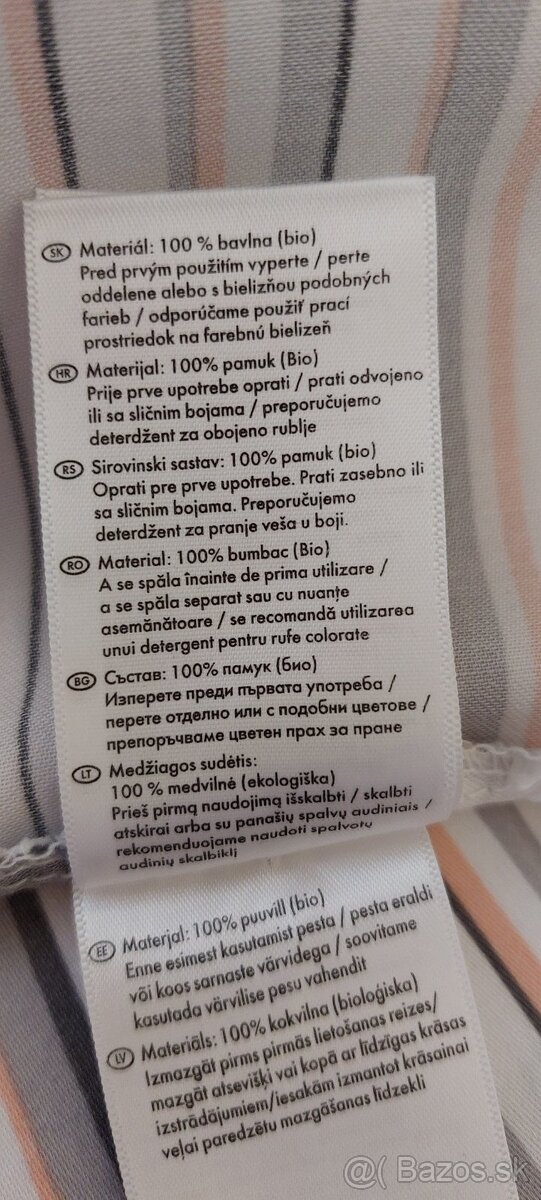 SK Materiál: 100 % bavlna (bio)
Pred prvým použitím vyperte / perte
oddelene alebo s bielizňou podobných
farieb / odporúčame použiť prací
prostriedok na farebnú bielizeň
HR Materijal: 100% pamuk (Bio)
Prije prve upotrebe oprati / prati odvojeno
ili sa sličnim bojama / preporučujemo
deterdžent za obojeno rublje
RS Sirovinski sastav: 100% pamuk (bio)
Oprati pre prve upotrebe. Prati zasebno ili
sa sličnim bojama. Preporučujemo
deterdžent za pranje veša u boji.
RO Material: 100% bumbac (Bio)
A se spăla înainte de prima utilizare /
a se spăla separat sau cu nuanțe
asemănătoare / se recomandă utilizarea
unui detergent pentru rufe colorate
BG Състав: 100% памук (био)
Изперете преди първата употреба /
перете отделно или с подобни цветове /
препоръчваме цветен прах за пране
LT Medžiagos sudėtis:
100 % medvilnė (ekologiška)
Prieš pirmą naudojimą išskalbti / skalbti
atskirai arba su panašių spalvų audiniais /
rekomenduojame naudoti spalvotų
audinių skalbiklį
EE Materjal: 100% puuvill (bio)
Enne esimest kasutamist pesta / pesta eraldi
või koos sarnaste värvidega / soovitame
kasutada värvilise pesu vahendit
LV Materiāls: 100% kokvilna (bioloģiska)
Izmazgāt pirms pirmās lietošanas reizes/
mazgāt atsevišķi vai kopā ar līdzīgas krāsas
izstrādājumiem/iesakām izmantot krāsainai
veļai paredzētu mazgāšanas līdzekli
@( Bazos.sk